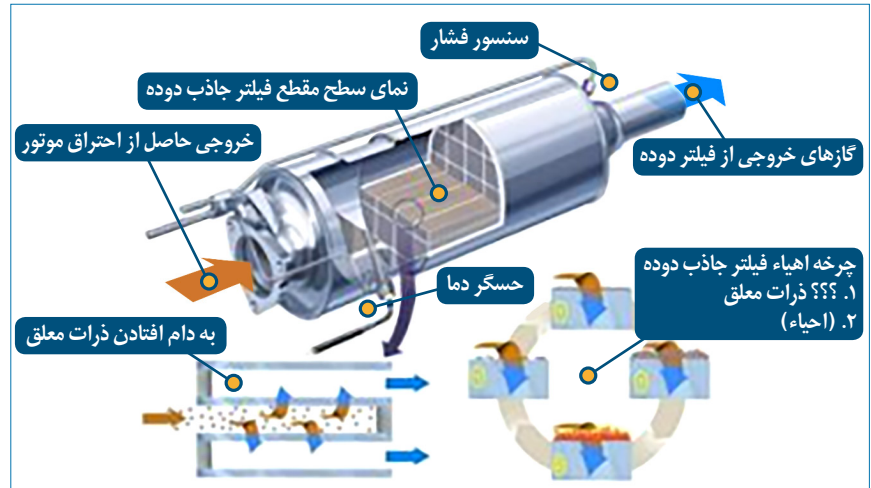 سنسور فشار
نمای سطح مقطع فیلتر جاذب دوده
خروجی حاصل از احتراق موتور
گازهای خروجی از فیلتر دوده
حسگر دما
چرخه اهیاء فیلتر جاذب دوده
۱. ؟؟؟ ذرات معلق
۲. (احیاء)
به دام افتادن ذرات معلق